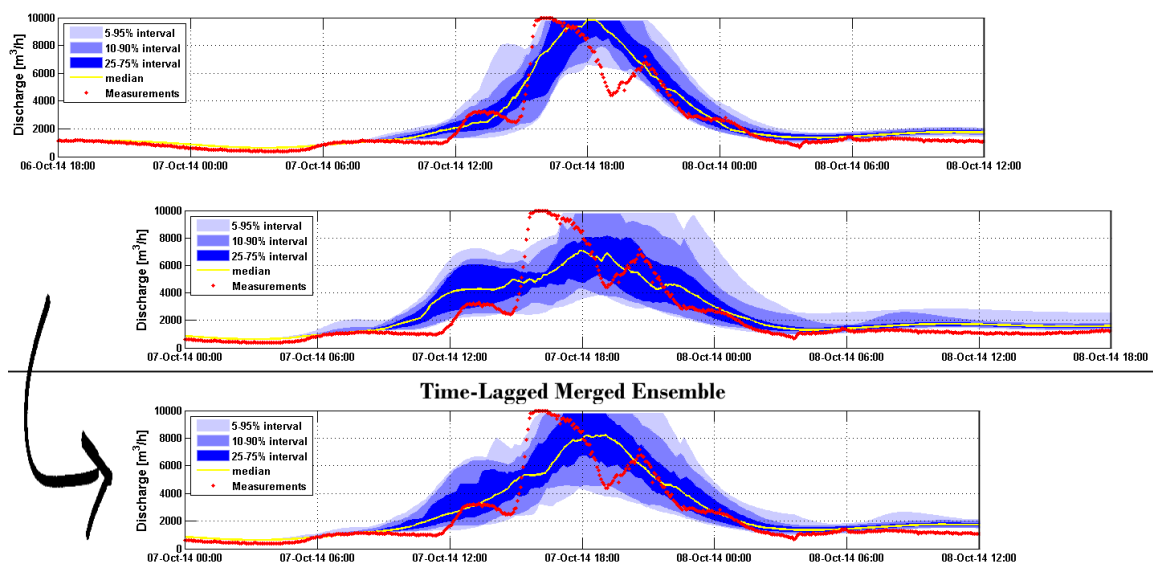 10000
8000
6000
4000
2000
0
Discharge [m³/h]
5-95% interval
10-90% interval
25-75% interval
median
Measurements
06-Oct-14 18:00 07-Oct-14 00:00 07-Oct-14 06:00 07-Oct-14 12:00 07-Oct-14 18:00 08-Oct-14 00:00 08-Oct-14 06:00 08-Oct-14 12:00
10000
8000
6000
4000
2000
0
Discharge [m³/h]
5-95% interval
10-90% interval
25-75% interval
median
Measurements
07-Oct-14 00:00 07-Oct-14 06:00 07-Oct-14 12:00 07-Oct-14 18:00 08-Oct-14 00:00 08-Oct-14 06:00 08-Oct-14 12:00 08-Oct-14 18:00
Time-Lagged Merged Ensemble
10000
8000
6000
4000
2000
0
Discharge [m³/h]
5-95% interval
10-90% interval
25-75% interval
median
Measurements
07-Oct-14 00:00 07-Oct-14 06:00 07-Oct-14 12:00 07-Oct-14 18:00 08-Oct-14 00:00 08-Oct-14 06:00 08-Oct-14 12:00